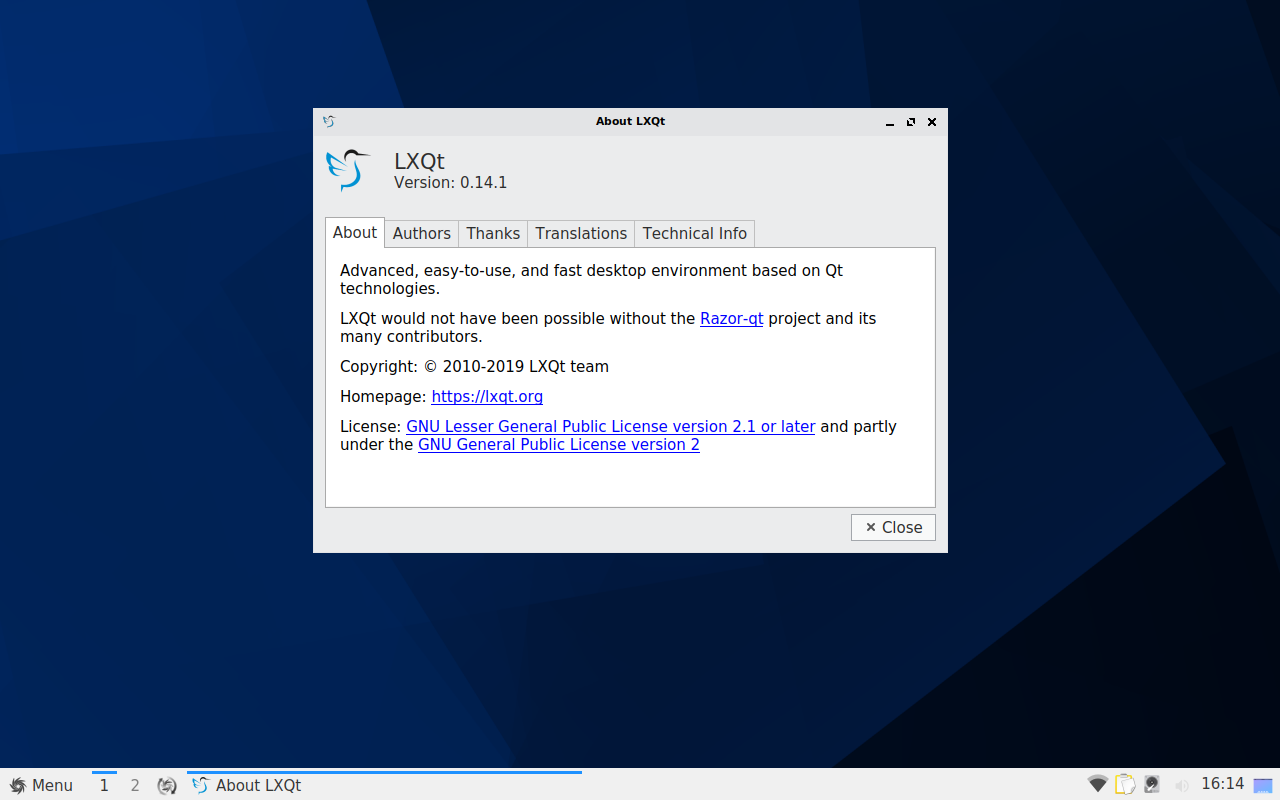 About LXQt
LXQt
Version: 0.14.1
About Authors Thanks Translations Technical Info
Advanced, easy-to-use, and fast desktop environment based on Qt
technologies.
LXQt would not have been possible without the Razor-qt project and its
many contributors.
Copyright: © 2010-2019 LXQt team
Homepage: https://lxqt.org
License: GNU Lesser General Public License version 2.1 or later and partly
under the GNU General Public License version 2
Close
Menu 1 2 About LXQt 16:14